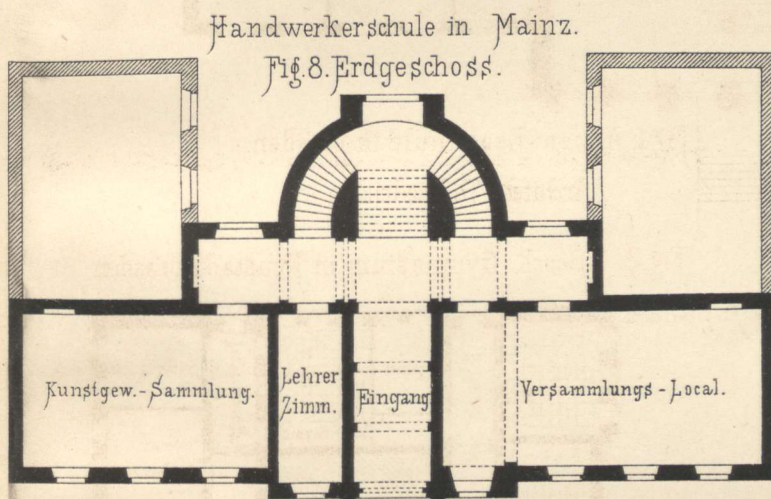 Handwerkerschule in Mainz.
Fig. 8. Erdgeschoss.
Kunstgew.-Sammlung.
Lehrer
Zimm.
Eingang
Versammlungs-Local.